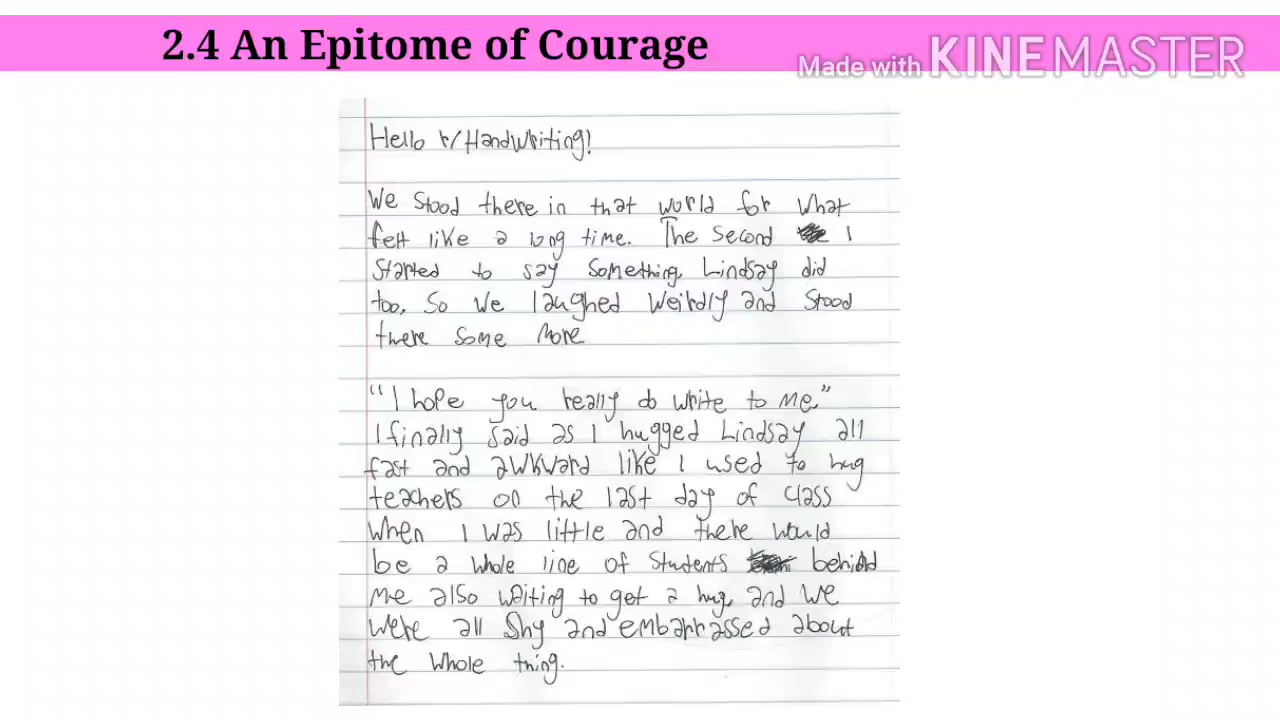 2.4 An Epitome of Courage
Made with KINEMASTER
Hello r/Handwriting!
We stood there in that world for what
felt like a long time. The second I
started to say something, Lindsay did
too. So we laughed weirdly and stood
there some more.
"I hope you really do write to me."
I finally said as I hugged Lindsay all
fast and awkward like I used to hug
teachers on the last day of class
when I was little and there would
be a whole line of students behind
me also waiting to get a hug, and we
were all shy and embarrassed about
the whole thing.